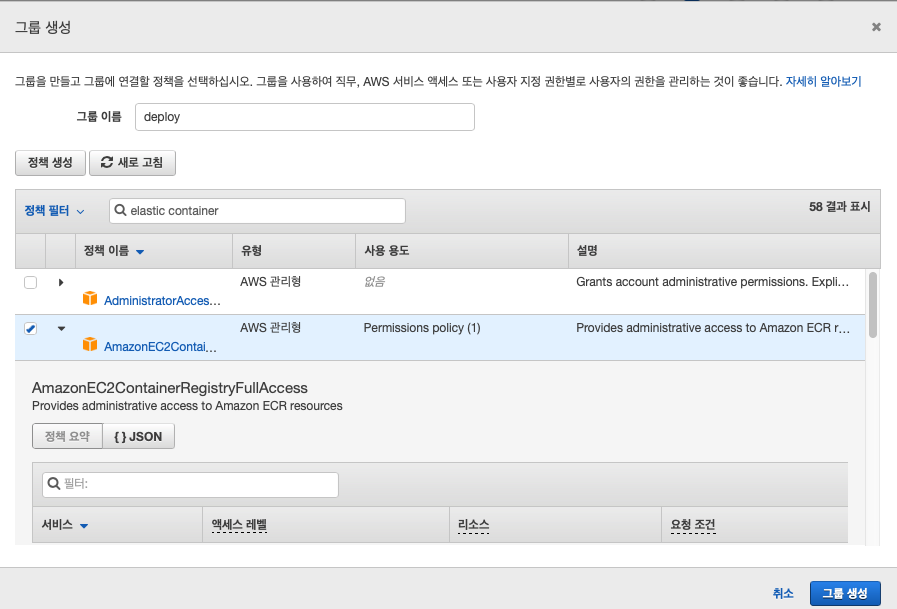 그룹 생성
그룹을 만들고 그룹에 연결할 정책을 선택하십시오. 그룹을 사용하여 직무, AWS 서비스 액세스 또는 사용자 지정 권한별로 사용자의 권한을 관리하는 것이 좋습니다. 자세히 알아보기
그룹 이름 deploy
정책 생성 새로 고침
정책 필터 elastic container 58 결과 표시
정책 이름 유형 사용 용도 설명
AWS 관리형 없음 Grants account administrative permissions. Expli...
AdministratorAcces...
AWS 관리형 Permissions policy (1) Provides administrative access to Amazon ECR r...
AmazonEC2Contai...
AmazonEC2ContainerRegistryFullAccess
Provides administrative access to Amazon ECR resources
정책 요약 { } JSON
필터:
서비스 액세스 레벨 리소스 요청 조건
취소 그룹 생성